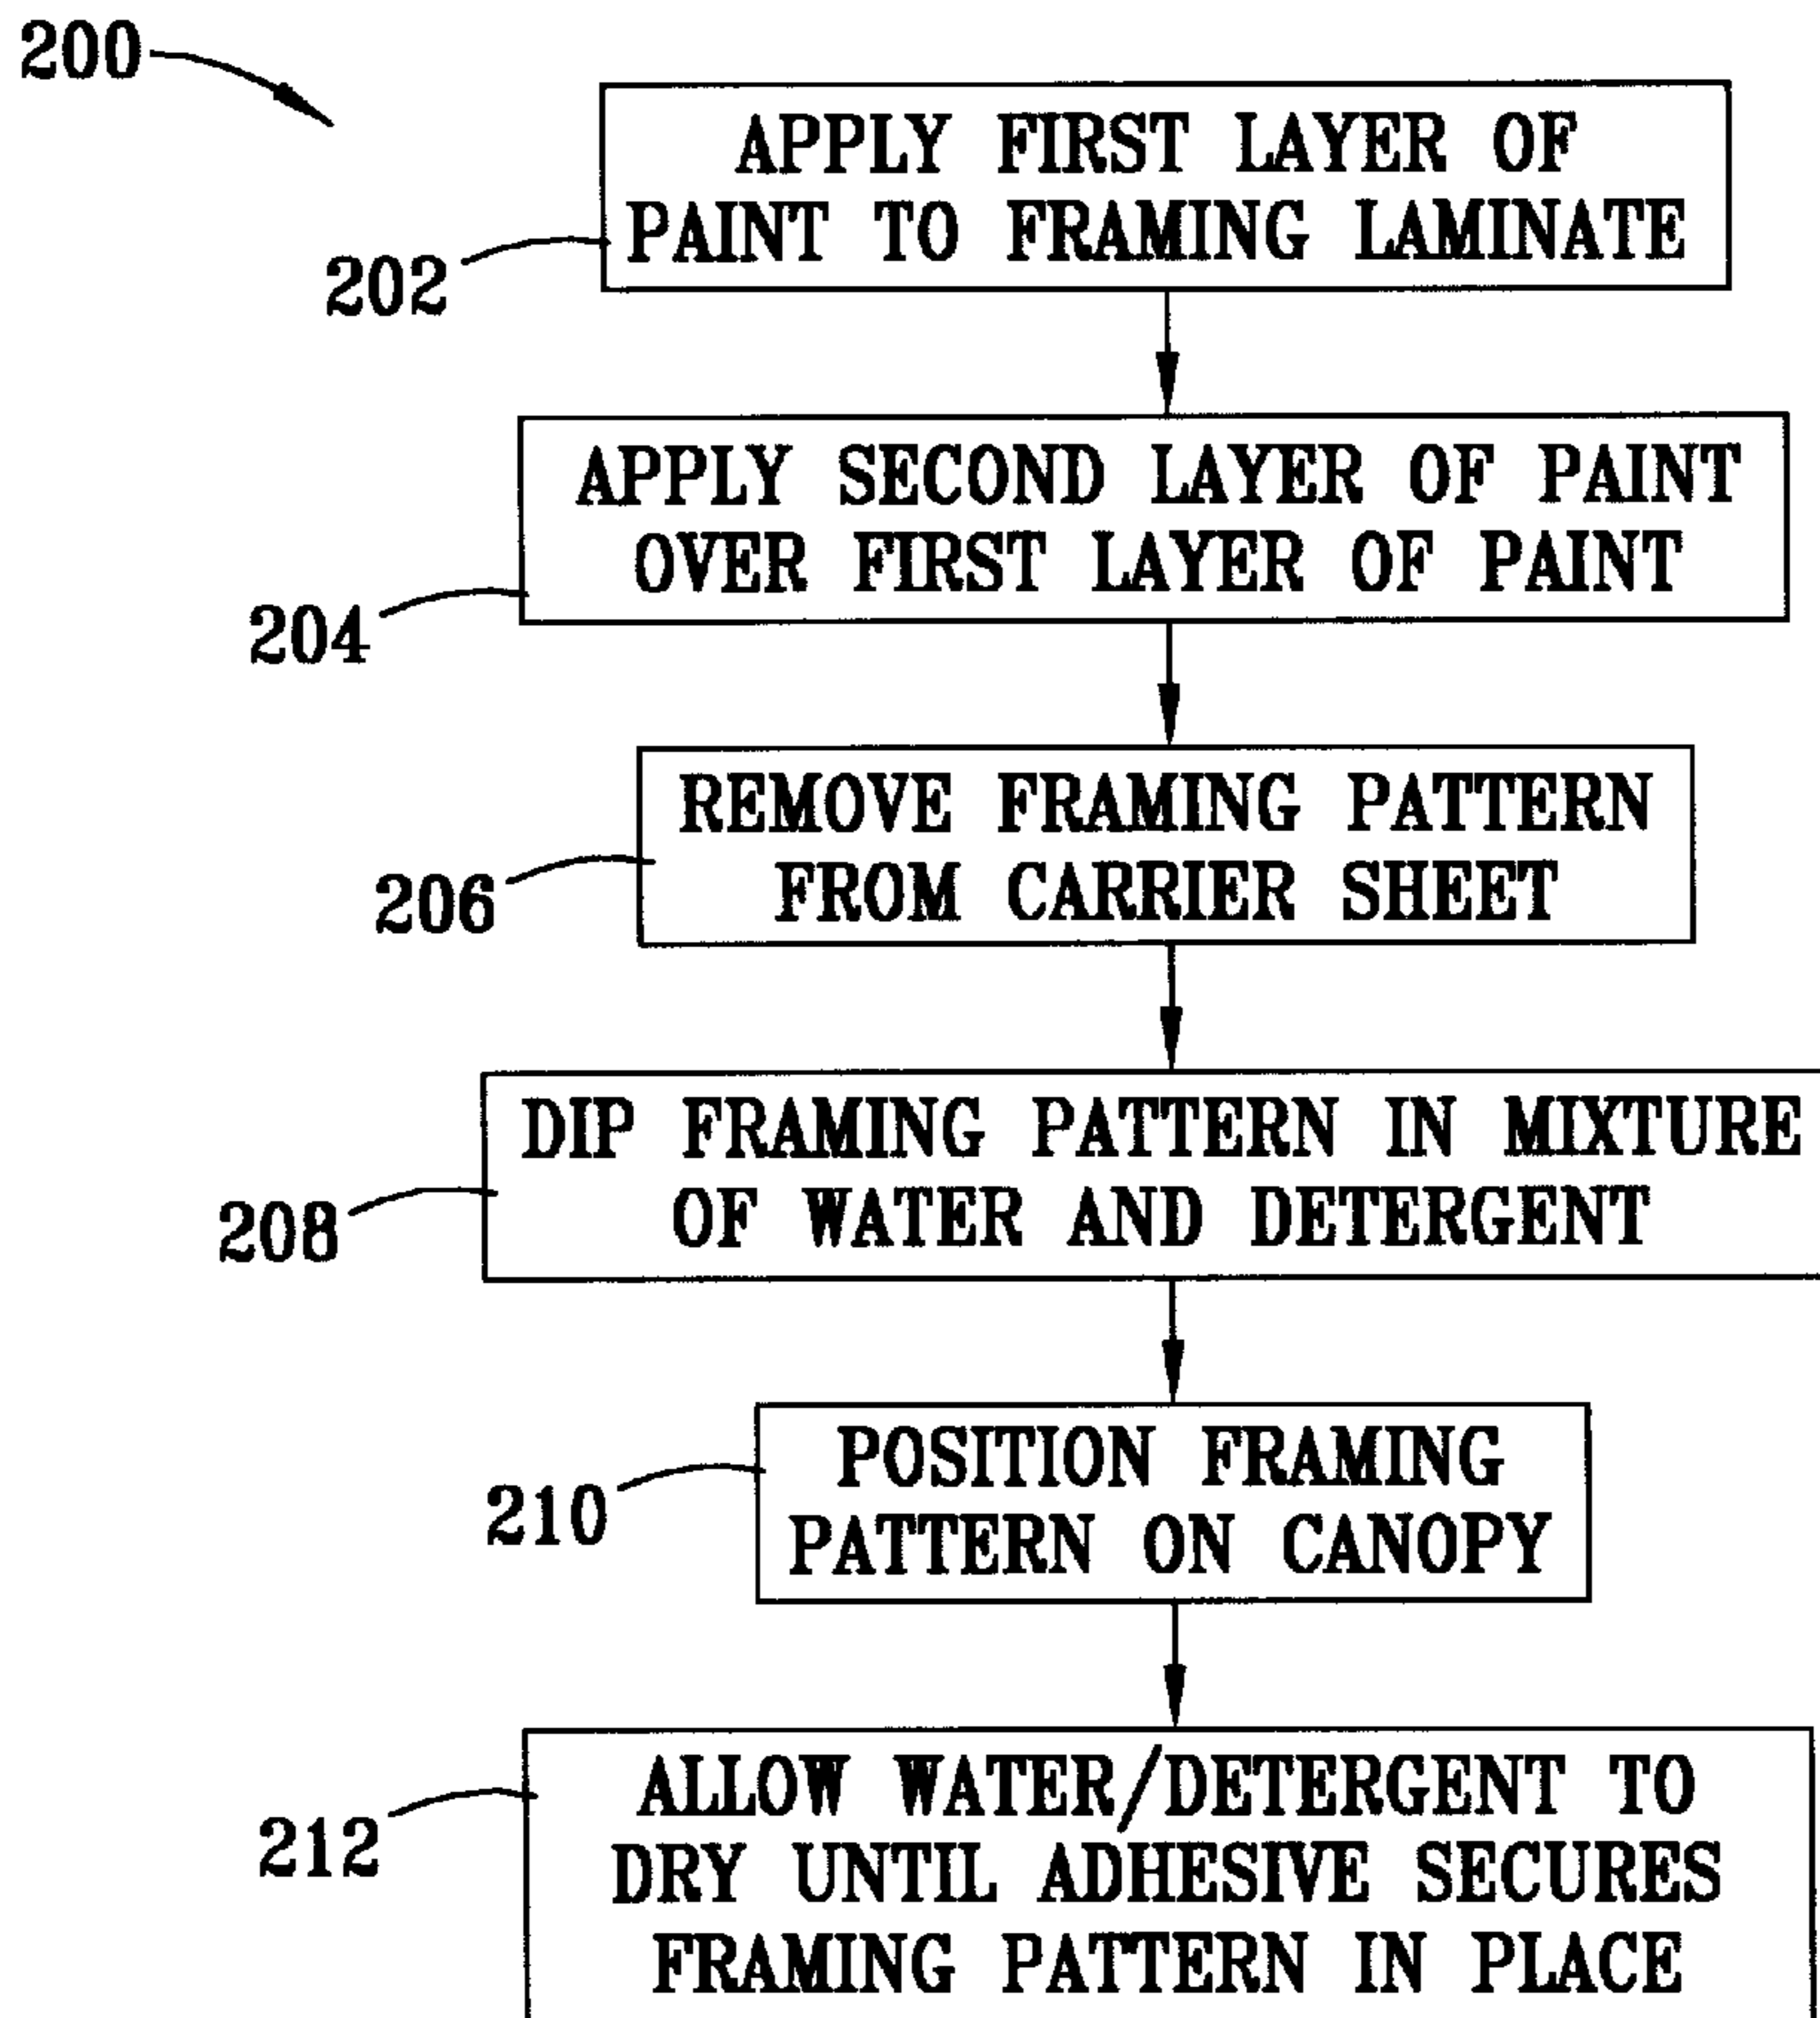 200
APPLY FIRST LAYER OF
PAINT TO FRAMING LAMINATE
202
APPLY SECOND LAYER OF PAINT
OVER FIRST LAYER OF PAINT
204
REMOVE FRAMING PATTERN
FROM CARRIER SHEET
206
DIP FRAMING PATTERN IN MIXTURE
OF WATER AND DETERGENT
208
POSITION FRAMING
PATTERN ON CANOPY
210
ALLOW WATER/DETERGENT TO
DRY UNTIL ADHESIVE SECURES
FRAMING PATTERN IN PLACE
212